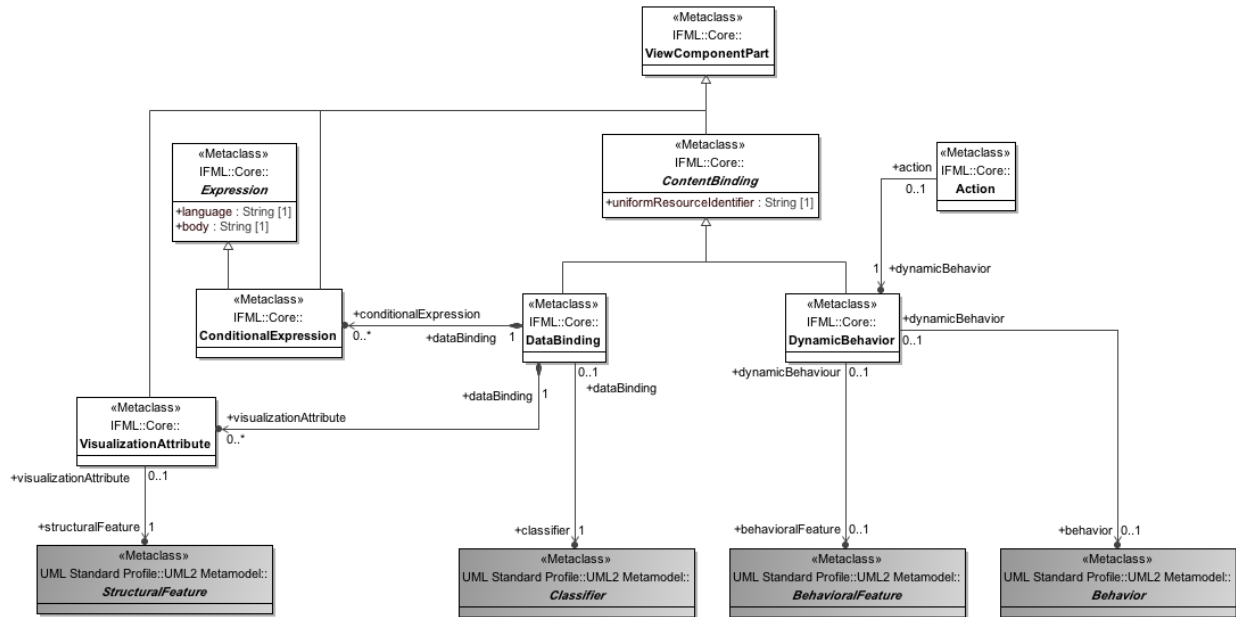 «Metaclass»
IFML::Core::
ViewComponentPart
«Metaclass»
IFML::Core::
Expression
+language : String [1]
+body : String [1]
«Metaclass»
IFML::Core::
ContentBinding
+uniformResourceIdentifier : String [1]
«Metaclass»
IFML::Core::
Action
+action
0..1
1
+dynamicBehavior
«Metaclass»
IFML::Core::
ConditionalExpression
+conditionalExpression
0..*
+dataBinding
1
«Metaclass»
IFML::Core::
DataBinding
«Metaclass»
IFML::Core::
DynamicBehavior
+dynamicBehavior
0..1
+dataBinding
1
0..1
+dataBinding
+dynamicBehaviour
0..1
«Metaclass»
IFML::Core::
VisualizationAttribute
+visualizationAttribute
0..*
+visualizationAttribute
0..1
+structuralFeature
1
+classifier
1
+behavioralFeature
0..1
+behavior
0..1
«Metaclass»
UML Standard Profile::UML2 Metamodel::
StructuralFeature
«Metaclass»
UML Standard Profile::UML2 Metamodel::
Classifier
«Metaclass»
UML Standard Profile::UML2 Metamodel::
BehavioralFeature
«Metaclass»
UML Standard Profile::UML2 Metamodel::
Behavior